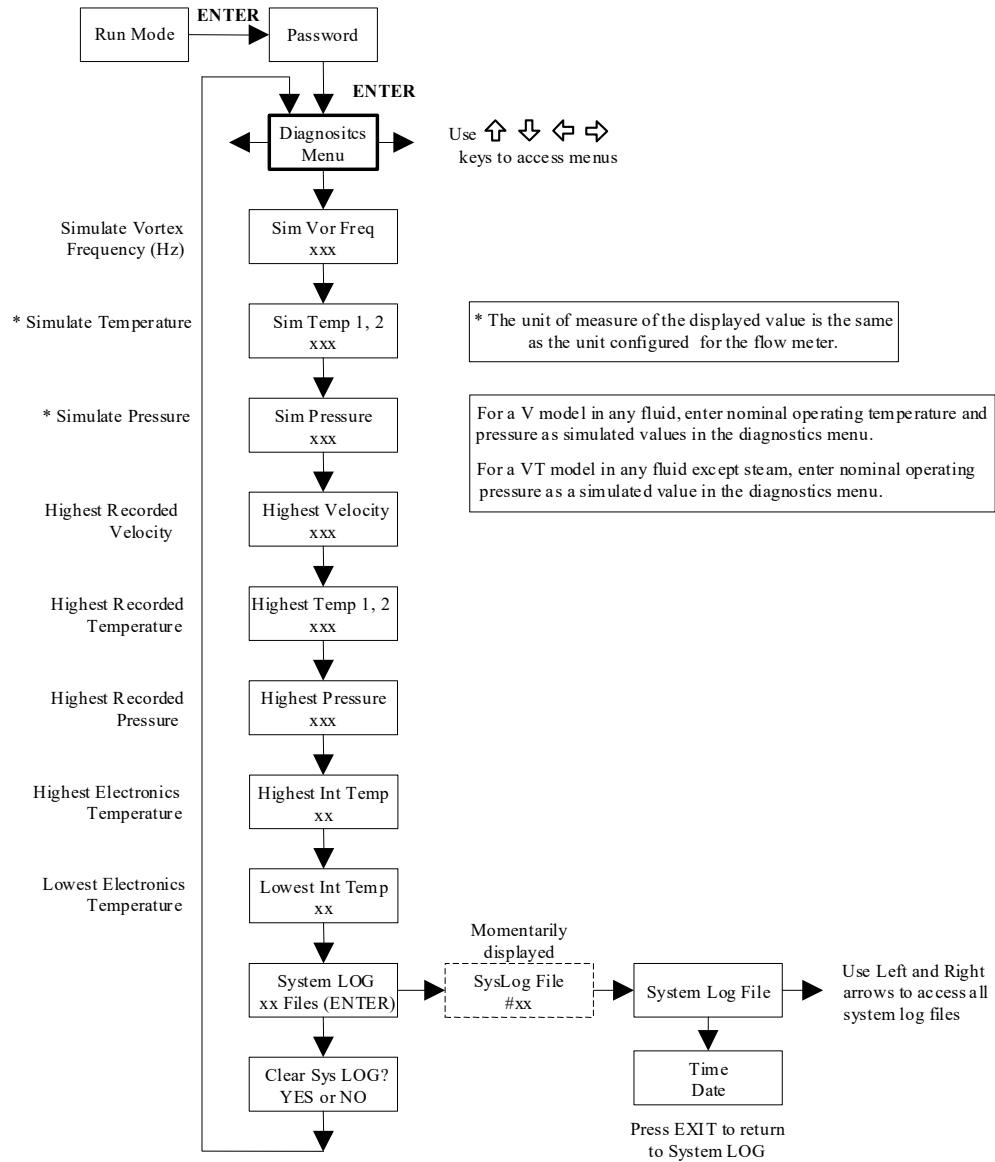 ENTER
Run Mode
Password
ENTER
Diagnositcs
Menu
Use
keys to access menus
Simulate Vortex
Frequency (Hz)
Sim Vor Freq
xxx
* Simulate Temperature
Sim Temp 1, 2
xxx
* The unit of measure of the displayed value is the same
as the unit configured for the flow meter.
* Simulate Pressure
Sim Pressure
xxx
For a V model in any fluid, enter nominal operating temperature and
pressure as simulated values in the diagnostics menu.
For a VT model in any fluid except steam, enter nominal operating
pressure as a simulated value in the diagnostics menu.
Highest Recorded
Velocity
Highest Velocity
xxx
Highest Recorded
Temperature
Highest Temp 1, 2
xxx
Highest Recorded
Pressure
Highest Pressure
xxx
Highest Electronics
Temperature
Highest Int Temp
xx
Lowest Electronics
Temperature
Lowest Int Temp
xx
System LOG
xx Files (ENTER)
Momentarily
displayed
SysLog File
#xx
System Log File
Use Left and Right
arrows to access all
system log files
Clear Sys LOG?
YES or NO
Time
Date
Press EXIT to return
to System LOG